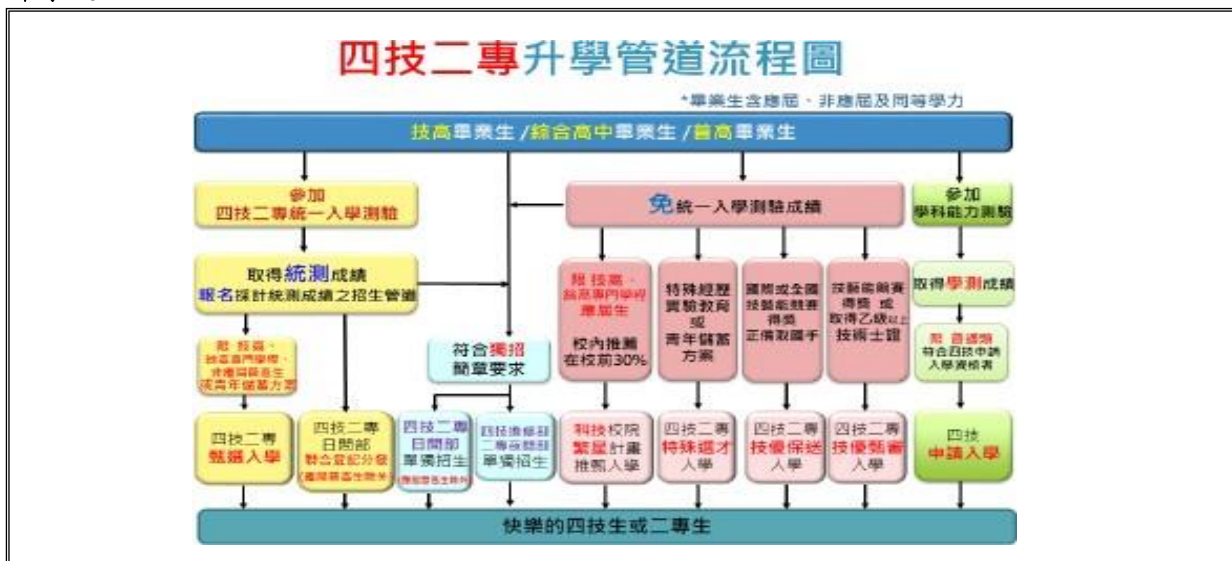 四技二專升學管道流程圖
*畢業生含應屆、非應屆及同等學力
技高畢業生/綜合高中畢業生/普高畢業生
參加
四技二專統一入學測驗
免統一入學測驗成績
參加
學科能力測驗
取得統測成績
報名採計統測成績之招生管道
限 技高、
應屆生
校內推薦
在校前30%
特殊經歷
實驗教育
或
青年儲蓄
方案
國際或全國
技藝能競賽
得獎
正備取國手
技藝能競賽
得獎 或
取得乙級以上
技術士證
取得學測成績
限 技高、
或青年儲蓄方案
符合獨招
簡章要求
符合四技申請
入學資格者
四技二專
甄選入學
四技二專
日間部
聯合登記分發
四技二專
日間部
單獨招生
四技進修部
二專夜間部
單獨招生
科技校院
繁星計畫
推薦入學
四技二專
特殊選才
入學
四技二專
技優保送
入學
四技二專
技優甄審
入學
四技
申請入學
快樂的四技生或二專生